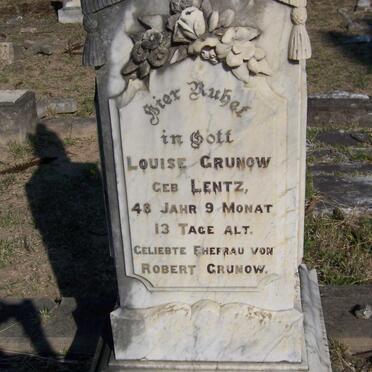 Hier Ruhet
in Gott
LOUISE GRUNOW
GEB LENTZ,
48 JAHR 9 MONAT
13 TAGE ALT.
GELIEBTE EHEFRAU VON
ROBERT GRUNOW.